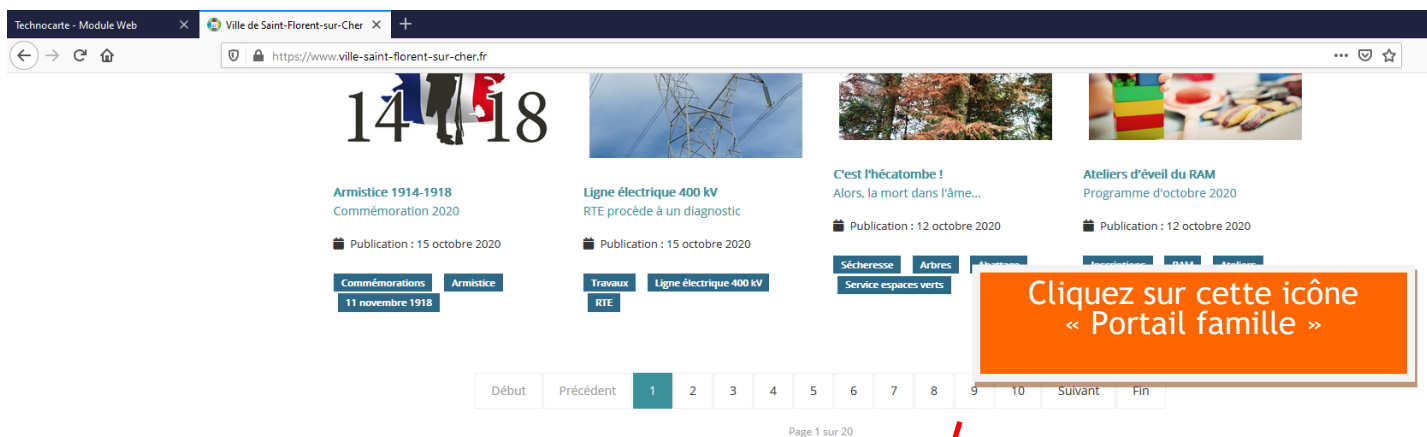 Technocarte - Module Web
Ville de Saint-Florent-sur-Cher
https://www.ville-saint-florent-sur-cher.fr
14 18
Armistice 1914-1918
Commémoration 2020
Publication : 15 octobre 2020
Commémorations Armistice
11 novembre 1918
Ligne électrique 400 kV
RTE procède à un diagnostic
Publication : 15 octobre 2020
Travaux Ligne électrique 400 kV
RTE
C'est l'hécatombe !
Alors, la mort dans l'âme...
Publication : 12 octobre 2020
Sécheresse Arbres Abattage
Service espaces verts
Ateliers d'éveil du RAM
Programme d'octobre 2020
Publication : 12 octobre 2020
Inscriptions RAM Ateliers
Cliquez sur cette icône
« Portail famille »
Début Précédent 1 2 3 4 5 6 7 8 9 10 Suivant Fin
Page 1 sur 20